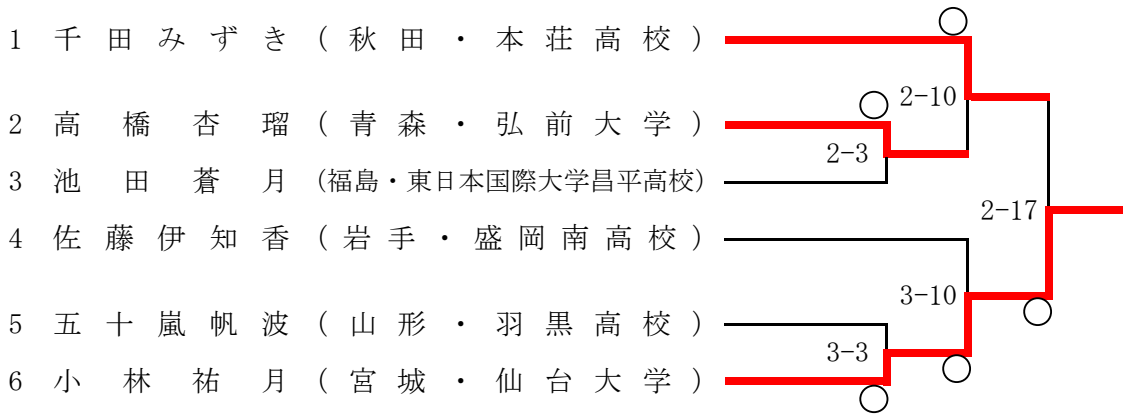 1 千田みずき (秋田・本荘高校)
2-10
2 高橋杏瑠 (青森・弘前大学)
2-3
3 池田蒼月 (福島・東日本国際大学昌平高校)
2-17
4 佐藤伊知香 (岩手・盛岡南高校)
3-10
5 五十嵐帆波 (山形・羽黒高校)
3-3
6 小林祐月 (宮城・仙台大学)